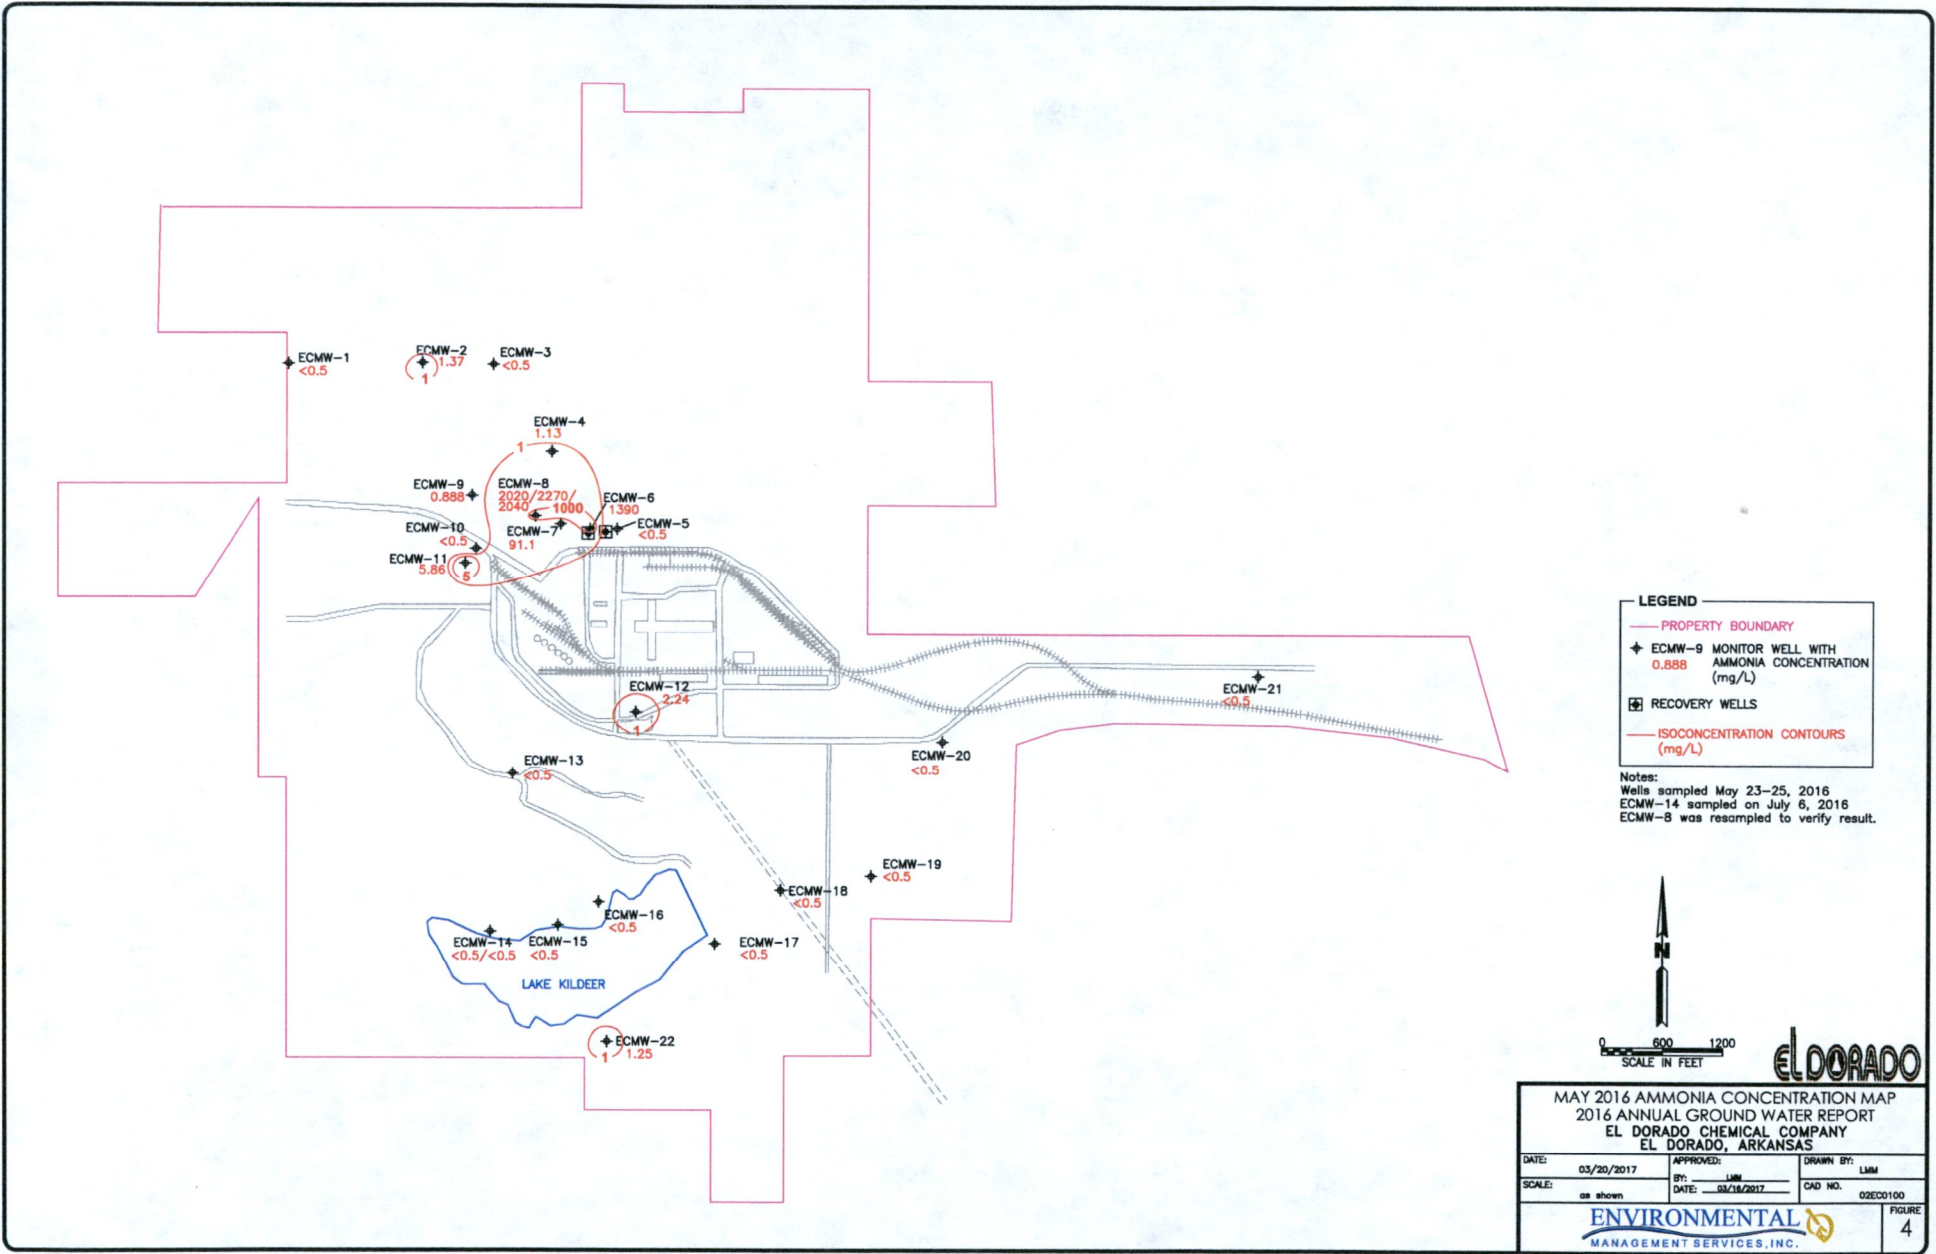 ECMW-1
<0.5
ECMW-2
1.37
1
ECMW-3
<0.5
ECMW-4
1.13
1
ECMW-9
0.888
ECMW-8
2020/2270/
2040
1000
ECMW-6
1390
ECMW-10
<0.5
ECMW-7
91.1
ECMW-5
<0.5
ECMW-11
5.86
5
ECMW-12
2.24
1
ECMW-21
<0.5
ECMW-20
<0.5
ECMW-13
<0.5
ECMW-19
<0.5
ECMW-18
<0.5
ECMW-16
<0.5
ECMW-14
<0.5/<0.5
ECMW-15
<0.5
ECMW-17
<0.5
LAKE KILDEER
ECMW-22
1.25
1
LEGEND
PROPERTY BOUNDARY
ECMW-9 MONITOR WELL WITH
0.888 AMMONIA CONCENTRATION
(mg/L)
RECOVERY WELLS
ISOCONCENTRATION CONTOURS
(mg/L)
Notes:
Wells sampled May 23-25, 2016
ECMW-14 sampled on July 6, 2016
ECMW-8 was resampled to verify result.
N
0 600 1200
SCALE IN FEET
EL DORADO
MAY 2016 AMMONIA CONCENTRATION MAP
2016 ANNUAL GROUND WATER REPORT
EL DORADO CHEMICAL COMPANY
EL DORADO, ARKANSAS
DATE: 03/20/2017
APPROVED:
BY: LMM
DATE: 03/16/2017
DRAWN BY: LMM
SCALE: as shown
CAD NO. 02EC0100
ENVIRONMENTAL
MANAGEMENT SERVICES, INC.
FIGURE
4